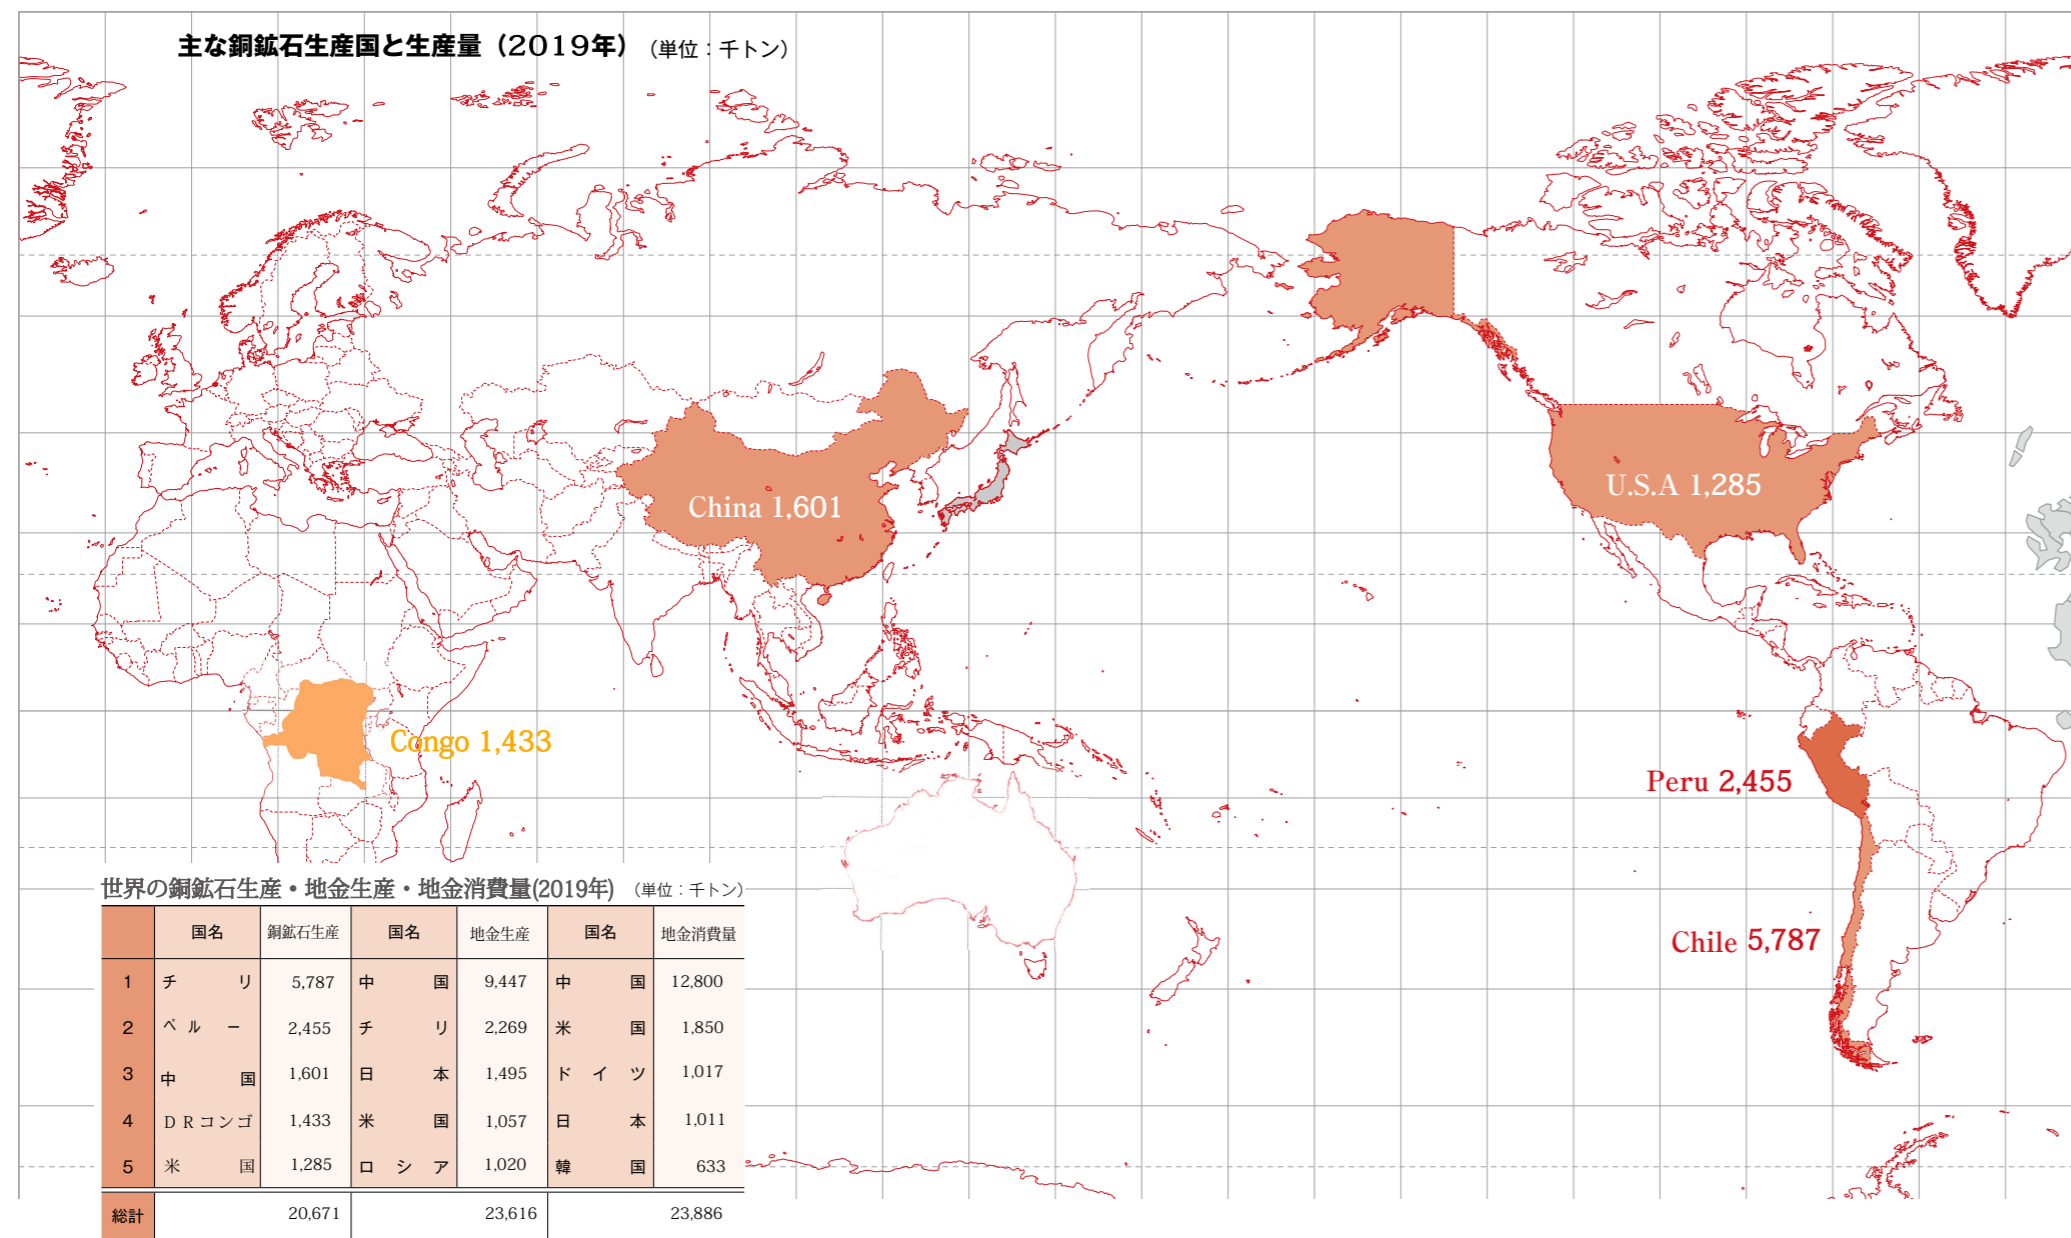 主な銅鉱石生産国と生産量（2019年）（単位：千トン）
China 1,601
U.S.A 1,285
Congo 1,433
Peru 2,455
Chile 5,787
世界の銅鉱石生産・地金生産・地金消費量(2019年) （単位：千トン）
国名 銅鉱石生産 国名 地金生産 国名 地金消費量
1 チリ 5,787 中国 9,447 中国 12,800
2 ペルー 2,455 チリ 2,269 米国 1,850
3 中国 1,601 日本 1,495 ドイツ 1,017
4 DRコンゴ 1,433 米国 1,057 日本 1,011
5 米国 1,285 ロシア 1,020 韓国 633
総計 20,671 23,616 23,886